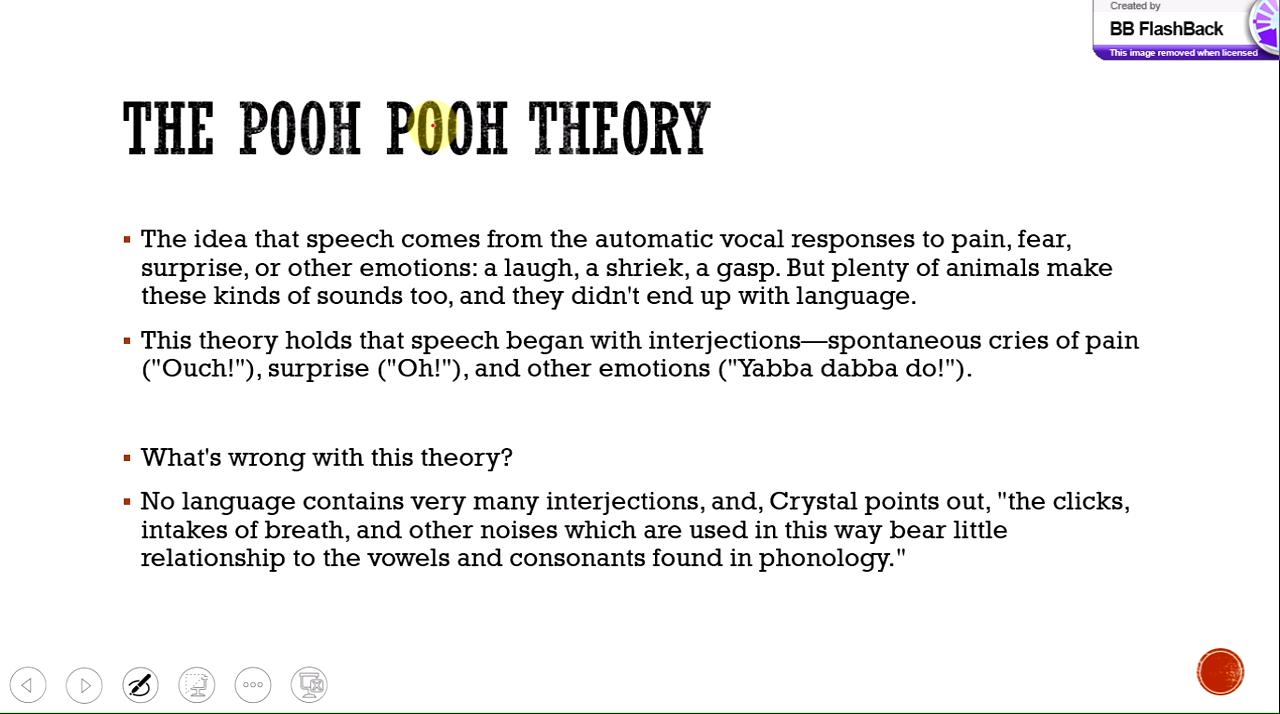 Created by
BB FlashBack
This image removed when licensed
THE POOH POOH THEORY
The idea that speech comes from the automatic vocal responses to pain, fear,
surprise, or other emotions: a laugh, a shriek, a gasp. But plenty of animals make
these kinds of sounds too, and they didn't end up with language.
This theory holds that speech began with interjections—spontaneous cries of pain
("Ouch!"), surprise ("Oh!"), and other emotions ("Yabba dabba do!").
What's wrong with this theory?
No language contains very many interjections, and, Crystal points out, "the clicks,
intakes of breath, and other noises which are used in this way bear little
relationship to the vowels and consonants found in phonology."